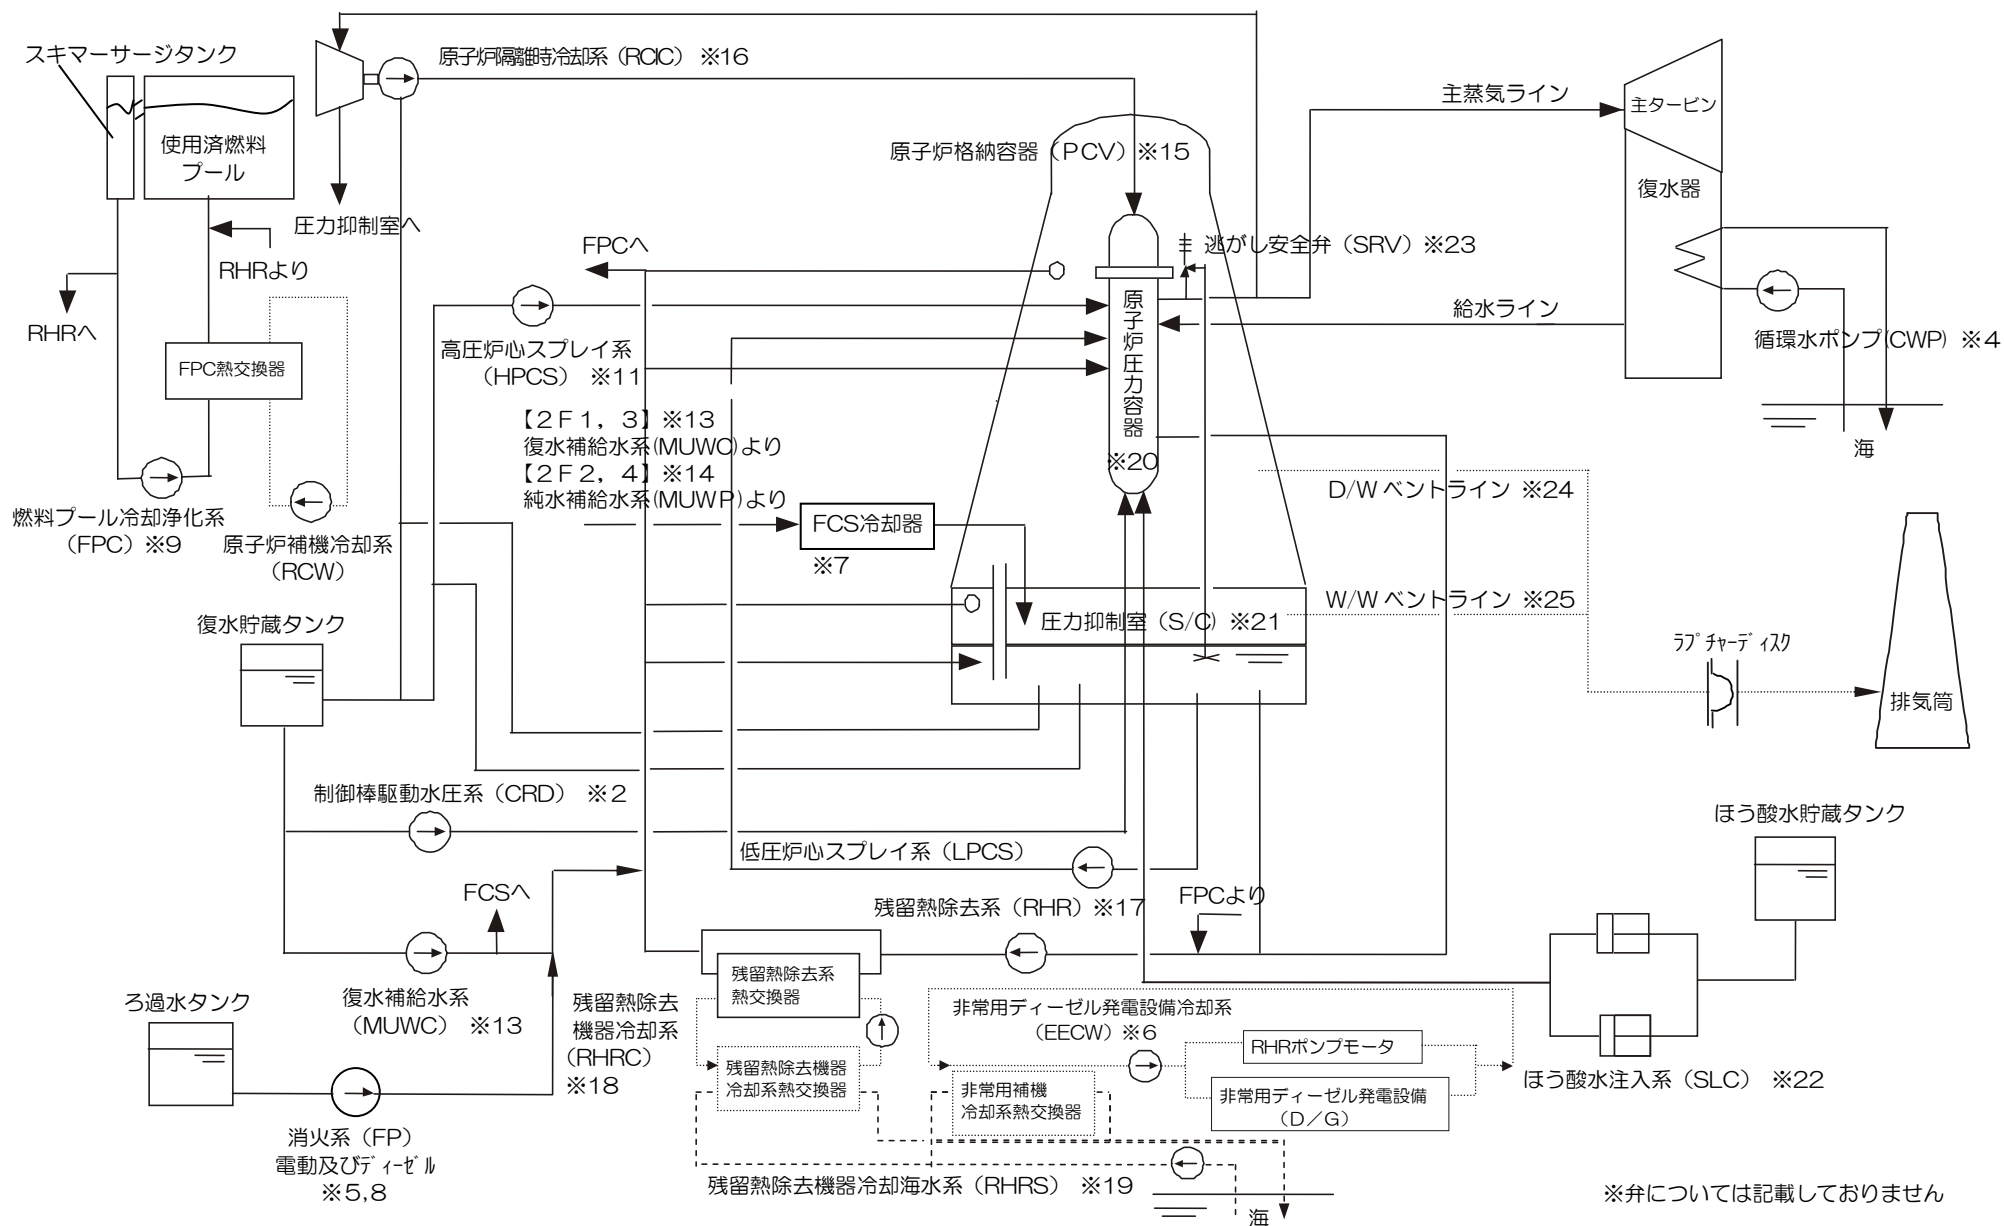 スキマーサージタンク
原子炉隔離時冷却系（RCIC） ※16
使用済燃料
プール
圧力抑制室へ
RHRより
RHRへ
FPC熱交換器
燃料プール冷却浄化系
（FPC）※9
原子炉補機冷却系
（RCW）
FPCへ
高圧炉心スプレイ系
（HPCS） ※11
【2F1，3】※13
復水補給水系(MUWC)より
【2F2，4】※14
純水補給水系(MUWP)より
FCS冷却器
※7
原子炉格納容器（PCV）※15
逃がし安全弁（SRV）※23
原子炉圧力容器
※20
主蒸気ライン
主タービン
復水器
給水ライン
循環水ポンプ(CWP) ※4
海
D/W ベントライン ※24
W/W ベントライン ※25
圧力抑制室（S/C) ※21
ﾗﾌﾟﾁｬｰﾃﾞｨｽｸ
排気筒
復水貯蔵タンク
制御棒駆動水圧系（CRD） ※2
低圧炉心スプレイ系（LPCS）
FCSへ
残留熱除去系（RHR）※17
FPCより
ほう酸水貯蔵タンク
復水補給水系
（MUWC） ※13
ろ過水タンク
残留熱除去
機器冷却系
(RHRC）
※18
残留熱除去系
熱交換器
残留熱除去機器
冷却系熱交換器
非常用ディーゼル発電設備冷却系
（EECW）※6
RHRポンプモータ
非常用補機
冷却系熱交換器
非常用ディーゼル発電設備
（D／G）
ほう酸水注入系（SLC） ※22
消火系（FP）
電動及びﾃﾞｨｰｾﾞﾙ
※5,8
残留熱除去機器冷却海水系（RHRS） ※19
海
※弁については記載しておりません